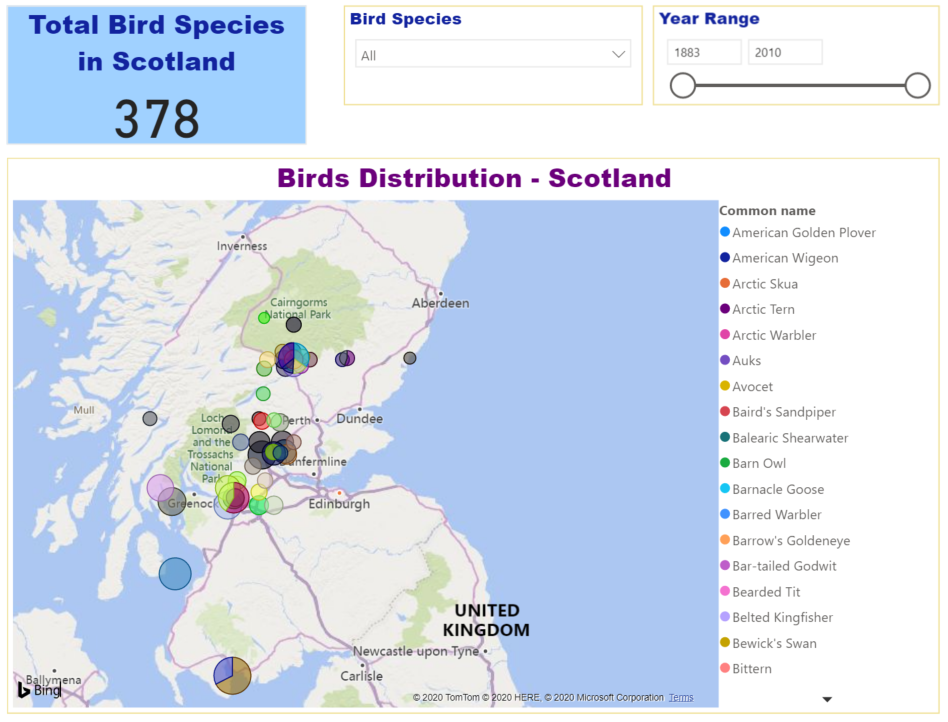 Total Bird Species
in Scotland
378
Bird Species
All
Year Range
1883
2010
Birds Distribution - Scotland
Inverness
Cairngorms
National Park
Aberdeen
Mull
Loch
Lomond
and the
Trossachs
National
Park
Perth
Dundee
unfermline
Greenoc
Edinburgh
UNITED
KINGDOM
Newcastle upon Tyne
Carlisle
Ballymena
Bing
© 2020 TomTom © 2020 HERE, © 2020 Microsoft Corporation Terms
Common name
American Golden Plover
American Wigeon
Arctic Skua
Arctic Tern
Arctic Warbler
Auks
Avocet
Baird's Sandpiper
Balearic Shearwater
Barn Owl
Barnacle Goose
Barred Warbler
Barrow's Goldeneye
Bar-tailed Godwit
Bearded Tit
Belted Kingfisher
Bewick's Swan
Bittern